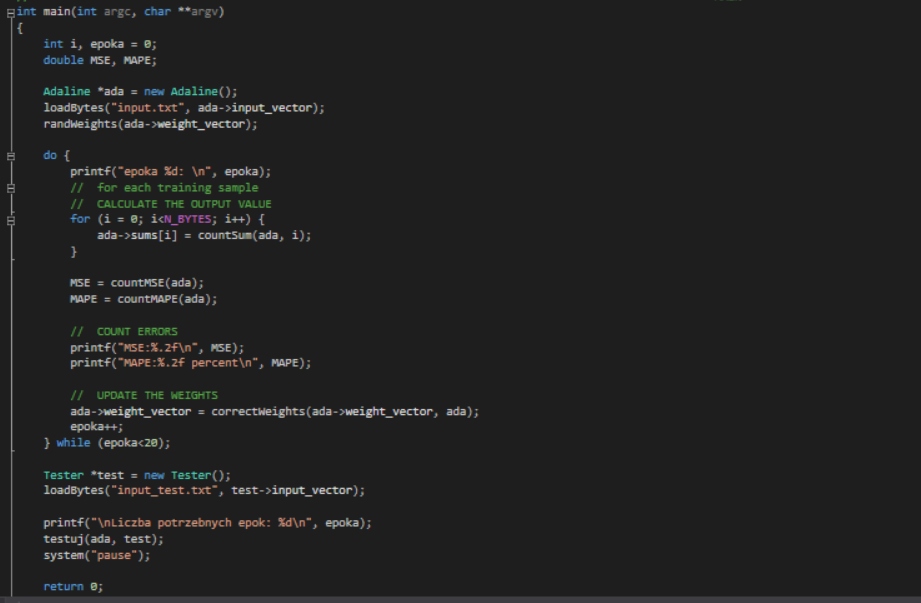 int main(int argc, char **argv)
{
int i, epoka = 0;
double MSE, MAPE;
Adaline *ada = new Adaline();
loadBytes("input.txt", ada->input_vector);
randWeights(ada->weight_vector);
do {
printf("epoka %d: \n", epoka);
// for each training sample
// CALCULATE THE OUTPUT VALUE
for (i = 0; i<N_BYTES; i++) {
ada->sums[i] = countSum(ada, i);
}
MSE = countMSE(ada);
MAPE = countMAPE(ada);
// COUNT ERRORS
printf("MSE:%.2f\n", MSE);
printf("MAPE:%.2f percent\n", MAPE);
// UPDATE THE WEIGHTS
ada->weight_vector = correctWeights(ada->weight_vector, ada);
epoka++;
} while (epoka<20);
Tester *test = new Tester();
loadBytes("input_test.txt", test->input_vector);
printf("\nLiczba potrzebnych epok: %d\n", epoka);
testuj(ada, test);
system("pause");
return 0;